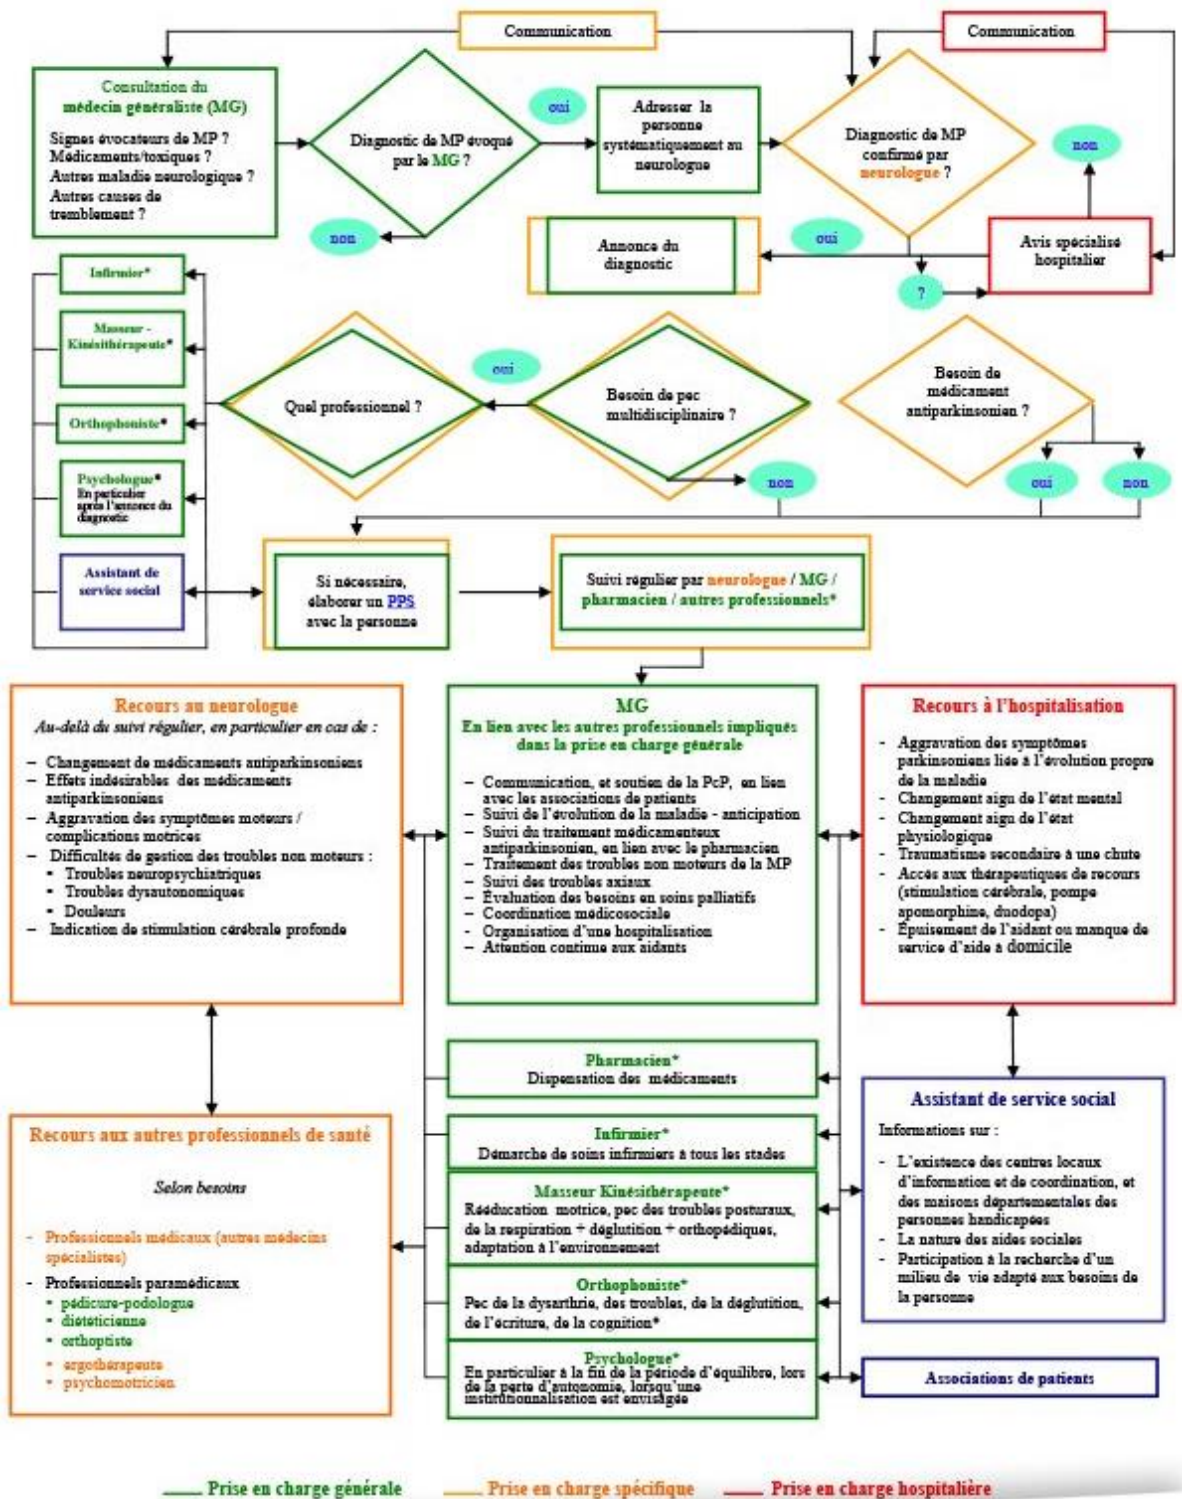 Communication
Communication
Consultation du
médecin généraliste (MG)
Signes évocateurs de MP ?
Médicaments/toxiques ?
Autres maladie neurologique ?
Autres causes de
tremblement ?
Diagnostic de MP évoqué
par le MG ?
oui
non
Adresser la
personne
systématiquement au
neurologue
Diagnostic de MP
confirmé par
neurologue ?
non
oui
?
Avis spécialisé
hospitalier
Annonce du
diagnostic
Infirmier*
Masseur -
Kinésithérapeute*
Orthophoniste*
Psychologue*
En particulier
après l'annonce du
diagnostic
Assistant de
service social
Quel professionnel ?
oui
Besoin de pec
multidisciplinaire ?
non
Besoin de
médicament
antiparkinsonien ?
oui
non
Si nécessaire,
élaborer un PPS
avec la personne
Suivi régulier par neurologue / MG /
pharmacien / autres professionnels*
Recours au neurologue
Au-delà du suivi régulier, en particulier en cas de :
– Changement de médicaments antiparkinsoniens
– Effets indésirables des médicaments
antiparkinsoniens
– Aggravation des symptômes moteurs /
complications motrices
– Difficultés de gestion des troubles non moteurs :
▪ Troubles neuropsychiatriques
▪ Troubles dysautonomiques
▪ Douleurs
– Indication de stimulation cérébrale profonde
MG
En lien avec les autres professionnels impliqués
dans la prise en charge générale
– Communication, et soutien de la PcP, en lien
avec les associations de patients
– Suivi de l'évolution de la maladie - anticipation
– Suivi du traitement médicamenteux
antiparkinsonien, en lien avec le pharmacien
– Traitement des troubles non moteurs de la MP
– Suivi des troubles axiaux
– Évaluation des besoins en soins palliatifs
– Coordination médicosociale
- Organisation d'une hospitalisation
– Attention continue aux aidants
Recours à l'hospitalisation
- Aggravation des symptômes
parkinsoniens liée à l'évolution propre
de la maladie
- Changement aigu de l'état mental
- Changement aigu de l'état
physiologique
- Traumatisme secondaire à une chute
- Accès aux thérapeutiques de recours
(stimulation cérébrale, pompe
apomorphine, duodopa)
- Épuisement de l'aidant ou manque de
service d'aide à domicile
Pharmacien*
Dispensation des médicaments
Infirmier*
Démarche de soins infirmiers à tous les stades
Masseur Kinésithérapeute*
Rééducation motrice, pec des troubles posturaux,
de la respiration + déglutition + orthopédiques,
adaptation à l'environnement
Orthophoniste*
Pec de la dysarthrie, des troubles, de la déglutition,
de l'écriture, de la cognition*
Psychologue*
En particulier à la fin de la période d'équilibre, lors
de la perte d'autonomie, lorsqu'une
institutionnalisation est envisagée
Recours aux autres professionnels de santé
Selon besoins
- Professionnels médicaux (autres médecins
spécialistes)
- Professionnels paramédicaux
▪ pédicure-podologue
▪ diététicienne
▪ orthoptiste
▪ ergothérapeute
▪ psychomotricien
Assistant de service social
Informations sur :
- L'existence des centres locaux
d'information et de coordination, et
des maisons départementales des
personnes handicapées
- La nature des aides sociales
- Participation à la recherche d'un
milieu de vie adapté aux besoins de
la personne
Associations de patients
Prise en charge générale
Prise en charge spécifique
Prise en charge hospitalière